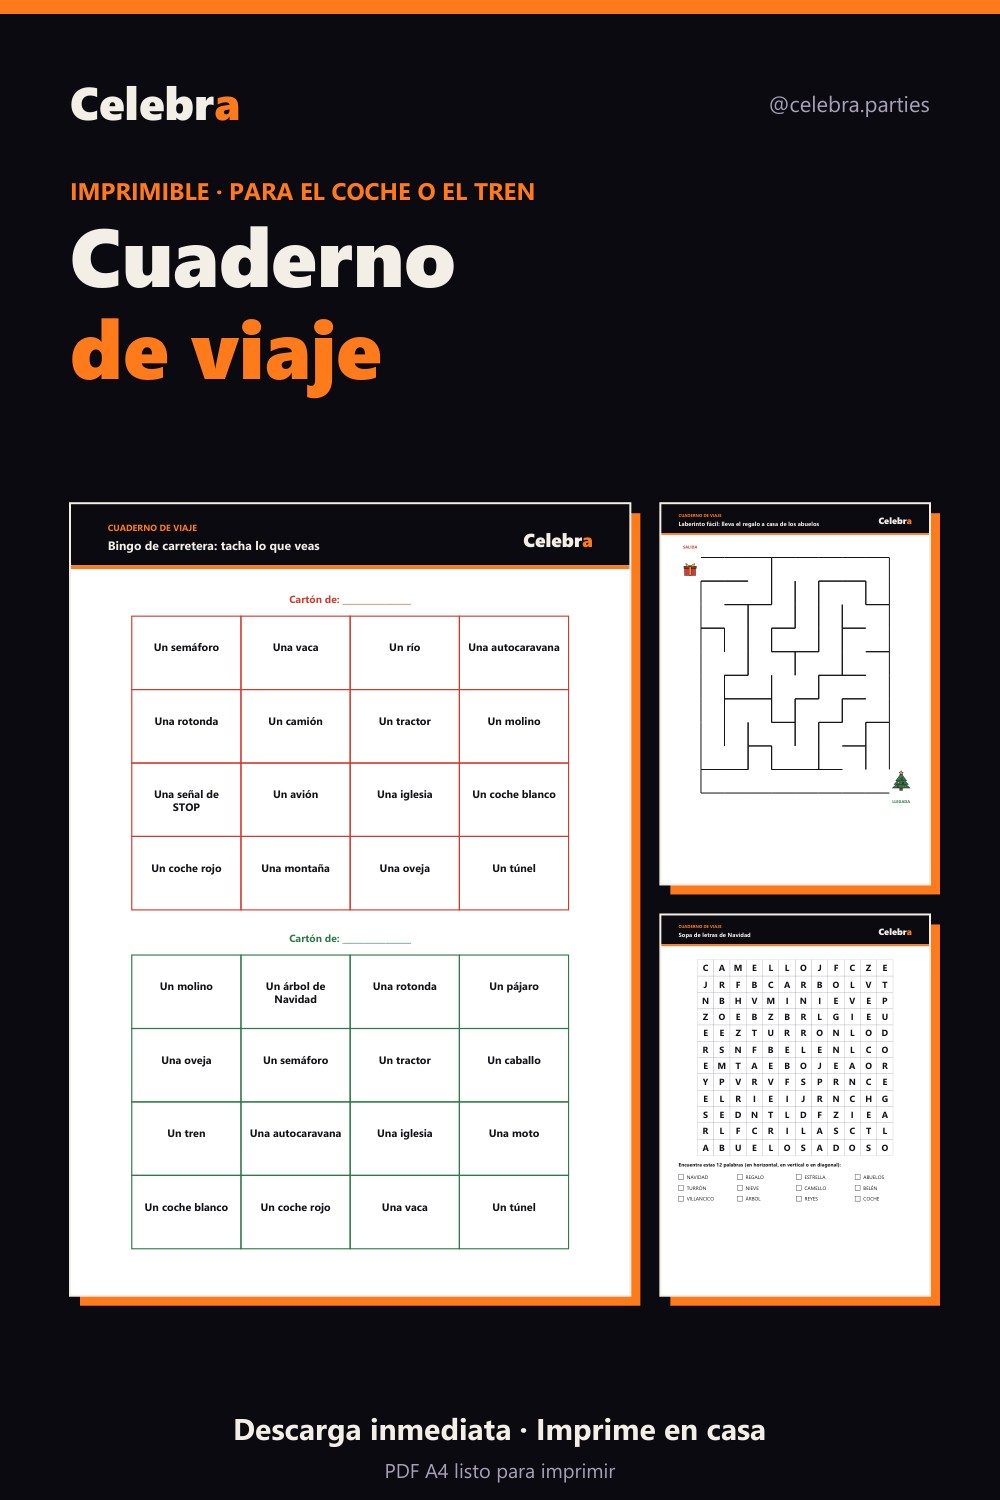 Celebra
@celebra.parties
IMPRIMIBLE · PARA EL COCHE O EL TREN
Cuaderno
de viaje
CUADERNO DE VIAJE
Bingo de carretera: tacha lo que veas
Celebra
Cartón de: ______________
Un semáforo Una vaca Un río Una autocaravana
Una rotonda Un camión Un tractor Un molino
Una señal de STOP Un avión Una iglesia Un coche blanco
Un coche rojo Una montaña Una oveja Un túnel
Cartón de: ______________
Un molino Un árbol de Navidad Una rotonda Un pájaro
Una oveja Un semáforo Un tractor Un caballo
Un tren Una autocaravana Una iglesia Una moto
Un coche blanco Un coche rojo Una vaca Un túnel
CUADERNO DE VIAJE
Laberinto fácil: lleva el regalo a casa de los abuelos
Celebra
SALIDA
LLEGADA
CUADERNO DE VIAJE
Sopa de letras de Navidad
Celebra
C A M E L L O J F C Z E
J R F B C A R B O L V T
N B H V M I N I E V E P
Z O E B Z B R L G I E U
E E Z T U R R O N L O D
R S N F B E L E N L C O
E M T A E B O J E A O R
Y P V R V F S P R N C E
E L R I E I J R N C H G
S E D N T L D F Z I E A
R L F C R I L A S C T L
A B U E L O S A D O S O
Encuentra estas 12 palabras (en horizontal, en vertical o en diagonal):
NAVIDAD REGALO ESTRELLA ABUELOS
TURRÓN NIEVE CAMELLO BELÉN
VILLANCICO ÁRBOL REYES COCHE
Descarga inmediata · Imprime en casa
PDF A4 listo para imprimir